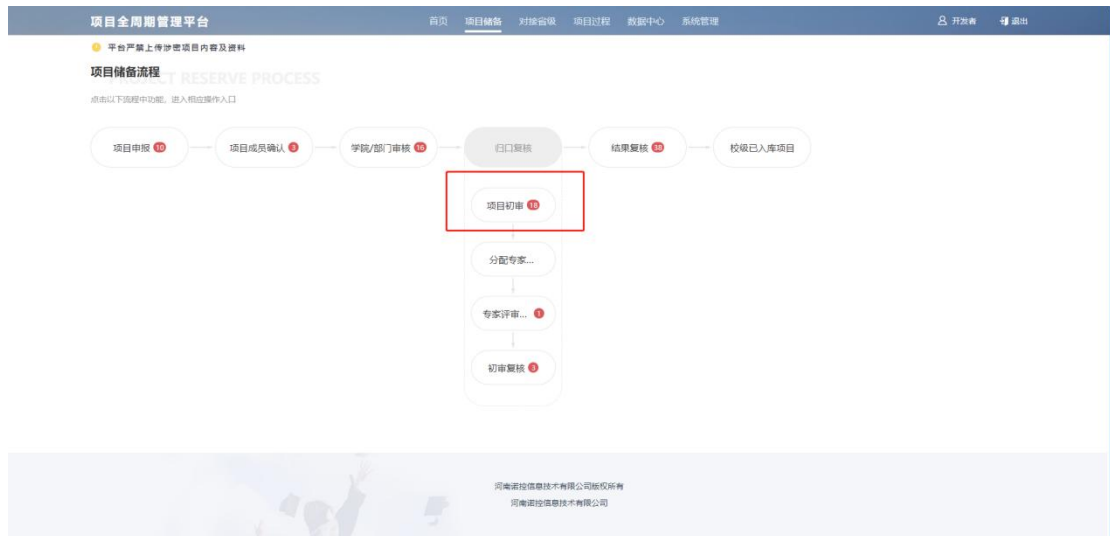 项目全周期管理平台 首页 项目储备 对接省级 项目过程 数据中心 系统管理 开发者 退出
平台严禁上传涉密项目内容及资料
项目储备流程 PROJECT RESERVE PROCESS
点击以下流程中功能，进入相应操作入口
项目申报 10 项目成员确认 3 学院/部门审核 16 归口复核 结果复核 38 校级已入库项目
项目初审 18
分配专家...
专家评审... 1
初审复核 3
河南诺控信息技术有限公司版权所有
河南诺控信息技术有限公司